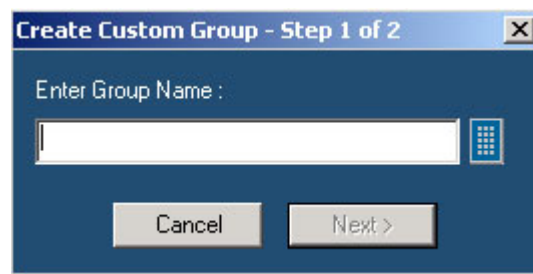 Create Custom Group - Step 1 of 2
Enter Group Name :
Cancel
Next >